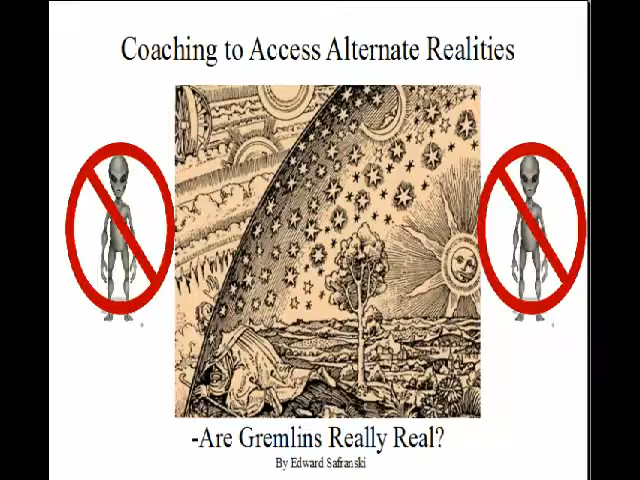 Coaching to Access Alternate Realities
-Are Gremlins Really Real?
By Edward Safranski